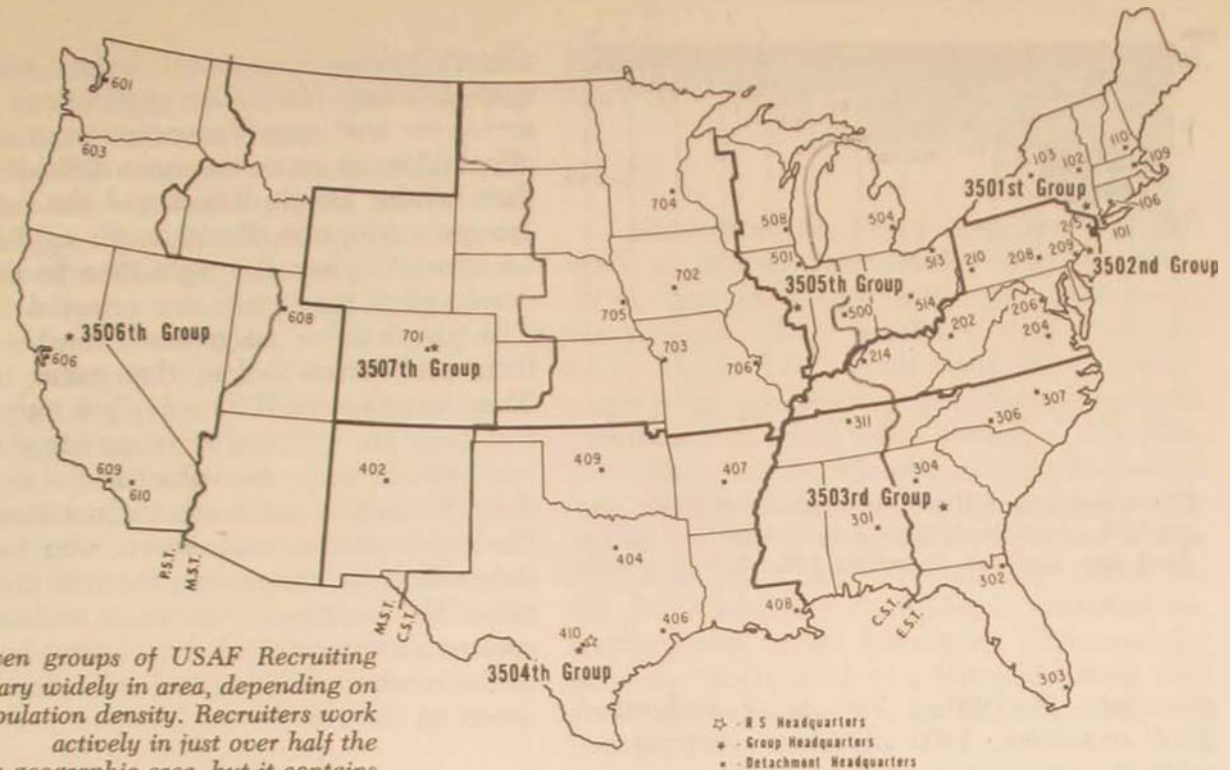 601
603
3506th Group
606
609
610
608
P.S.T.
M.S.T.
701
3507th Group
704
702
705
703
706
402
409
407
404
406
410
408
3504th Group
M.S.T.
C.S.T.
508
504
501
513
3505th Group
514
500
214
110
103
102
109
3501st Group
106
101
215
209
208
210
3502nd Group
206
202
204
311
307
306
304
3503rd Group
301
302
303
C.S.T.
E.S.T.
- R S Headquarters
- Group Headquarters
- Detachment Headquarters
groups of USAF Recruiting
widely in area, depending on
density. Recruiters work
actively in just over half the
geographic area, but it contains